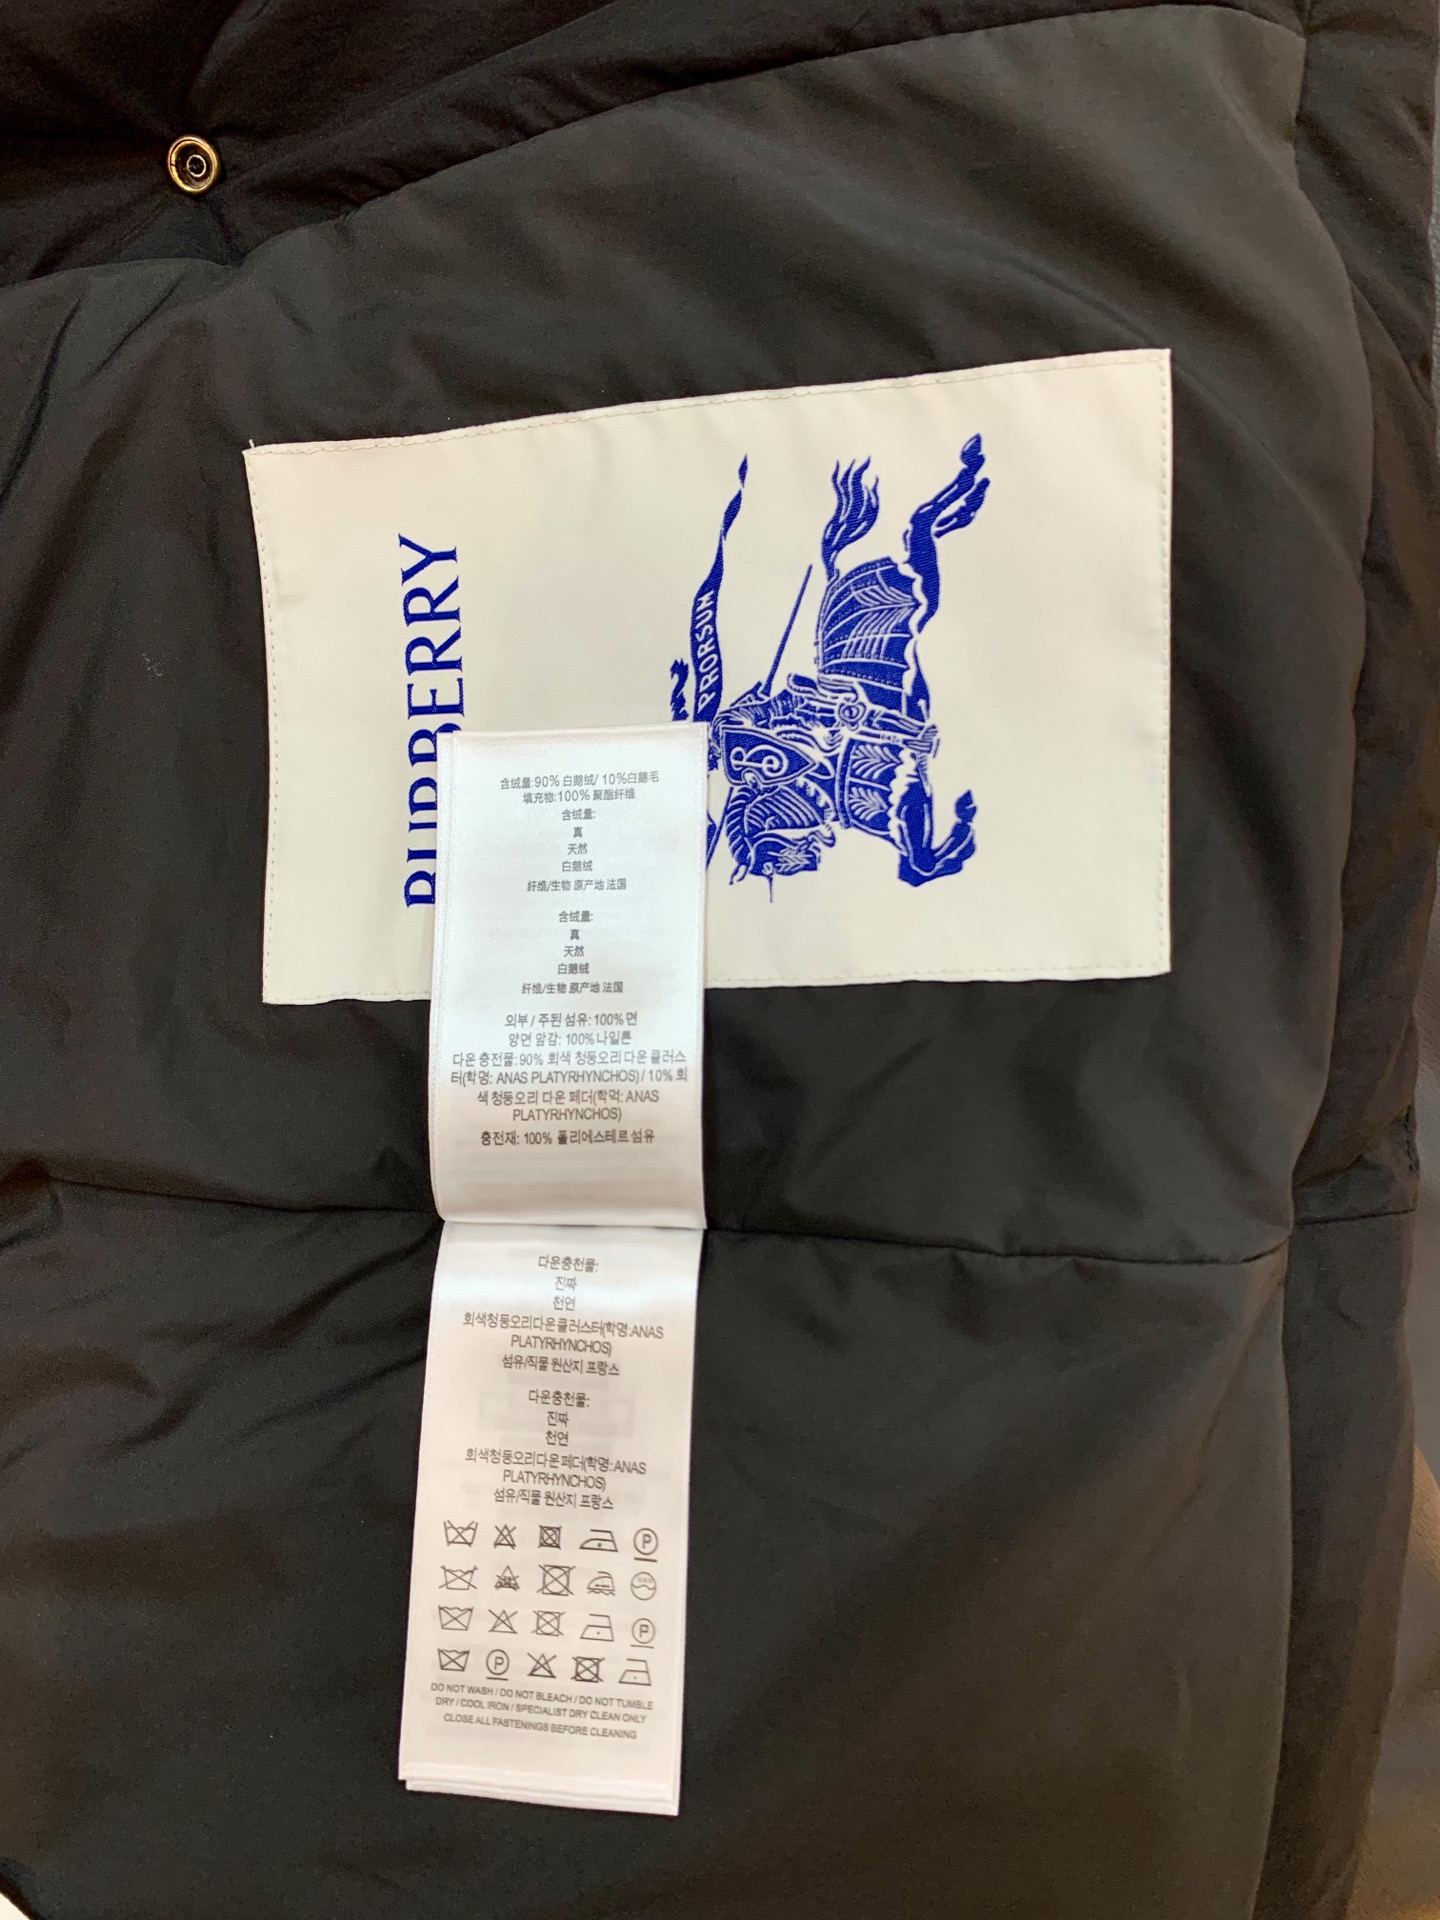 BURBERRY
PRORSUM
B
含绒量:90% 白鹅绒/ 10%白鹅毛
填充物:100% 聚酯纤维
含绒量:
真
天然
白鹅绒
纤维/生物 原产地 法国
含绒量:
真
天然
白鹅绒
纤维/生物 原产地 法国
외부 / 주된 섬유: 100% 면
양면 암감: 100% 나일론
다운 충전물: 90% 회색 청둥오리 다운 클러스
터(학명: ANAS PLATYRHYNCHOS) / 10% 회
색 청둥오리 다운 페더(학먹: ANAS
PLATYRHYNCHOS)
충전재: 100% 폴리에스테르 섬유
다운충천물:
진짜
천연
회색청둥오리다운클러스터(학명:ANAS
PLATYRHYNCHOS)
섬유/직물 원산지 프랑스
다운충천물:
진짜
천연
회색청둥오리다운 페더(학명:ANAS
PLATYRHYNCHOS)
섬유/직물 원산지 프랑스
P
P
P
DO NOT WASH / DO NOT BLEACH / DO NOT TUMBLE
DRY / COOL IRON / SPECIALIST DRY CLEAN ONLY
CLOSE ALL FASTENINGS BEFORE CLEANING